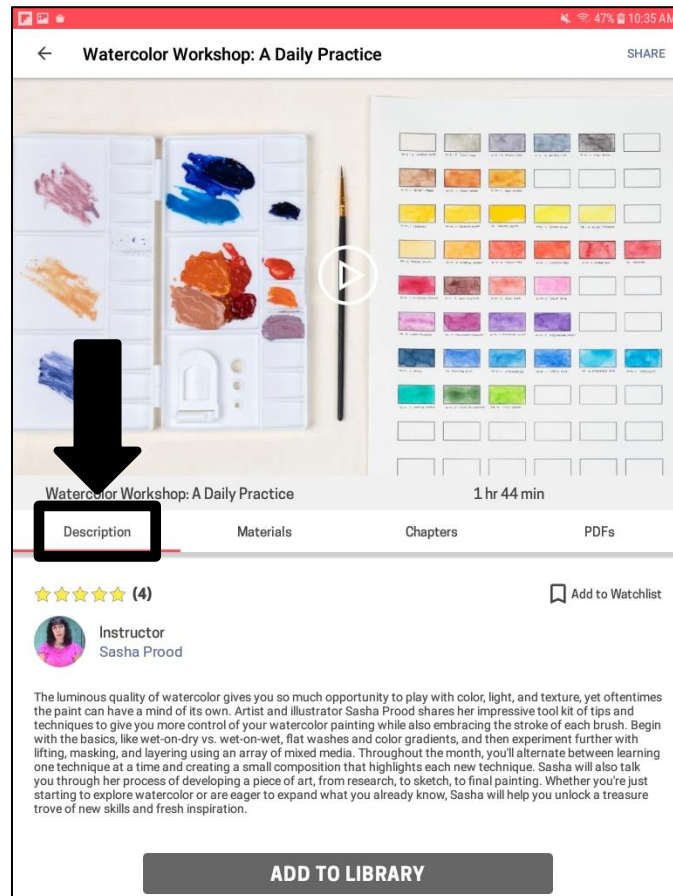 47% 10:35 AM
Watercolor Workshop: A Daily Practice
SHARE
Watercolor Workshop: A Daily Practice 1 hr 44 min
Description Materials Chapters PDFs
(4) Add to Watchlist
Instructor
Sasha Prood
The luminous quality of watercolor gives you so much opportunity to play with color, light, and texture, yet oftentimes
the paint can have a mind of its own. Artist and illustrator Sasha Prood shares her impressive tool kit of tips and
techniques to give you more control of your watercolor painting while also embracing the stroke of each brush. Begin
with the basics, like wet-on-dry vs. wet-on-wet, flat washes and color gradients, and then experiment further with
lifting, masking, and layering using an array of mixed media. Throughout the month, you'll alternate between learning
one technique at a time and creating a small composition that highlights each new technique. Sasha will also talk
you through her process of developing a piece of art, from research, to sketch, to final painting. Whether you're just
starting to explore watercolor or are eager to expand what you already know, Sasha will help you unlock a treasure
trove of new skills and fresh inspiration.
ADD TO LIBRARY